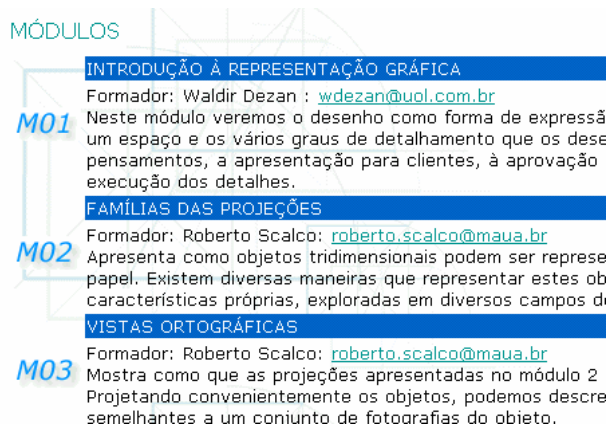 MÓDULOS
INTRODUÇÃO À REPRESENTAÇÃO GRÁFICA
Formador: Waldir Dezan : wdezan@uol.com.br
M01
Neste módulo veremos o desenho como forma de
um espaço e os vários graus de detalhamento que os
pensamentos, a apresentação para clientes, à aprovação
execução dos detalhes.
FAMÍLIAS DAS PROJEÇÕES
Formador: Roberto Scalco: roberto.scalco@maua.br
M02
Apresenta como objetos tridimensionais podem ser
papel. Existem diversas maneiras que representar estes
características próprias, exploradas em diversos campos
VISTAS ORTOGRÁFICAS
Formador: Roberto Scalco: roberto.scalco@maua.br
M03
Mostra como que as projeções apresentadas no módulo 2
Projetando convenientemente os objetos, podemos
semelhantes a um conjunto de fotografias do objeto.